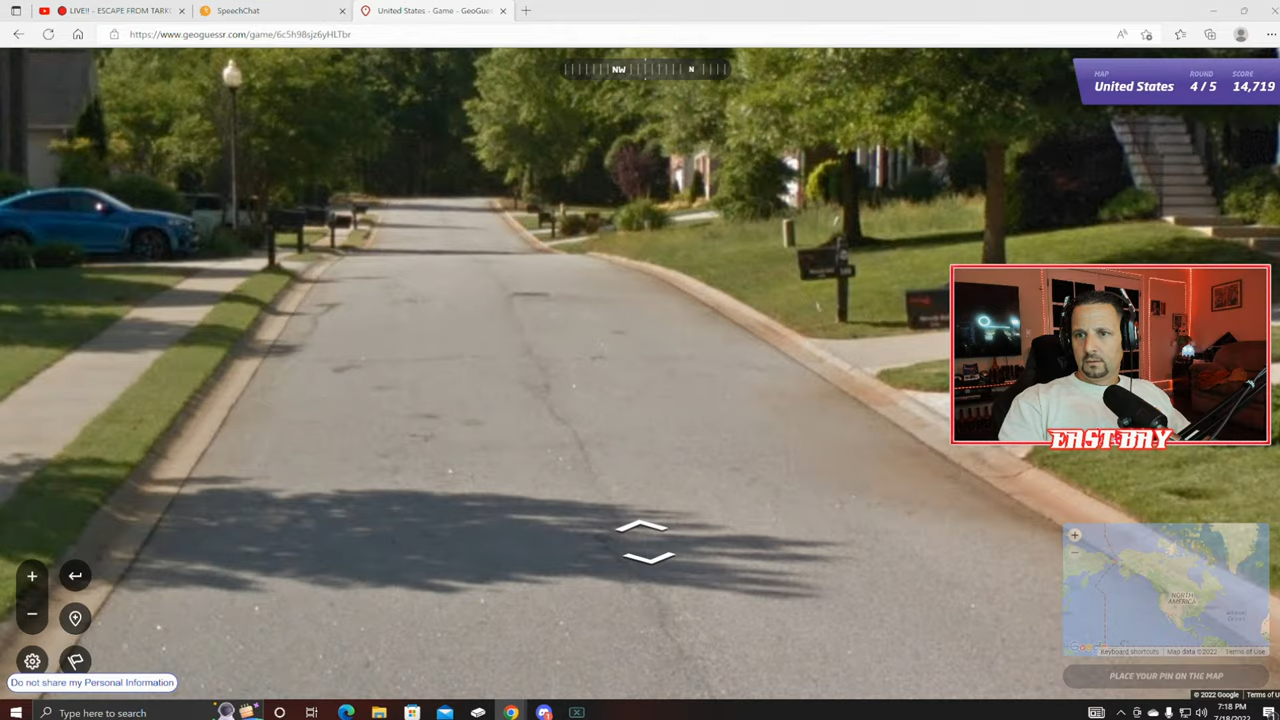 LIVE!! - ESCAPE FROM TARK
SpeechChat
United States - Game - GeoGues
https://www.geoguessr.com/game/6c5h98sjz6yHLTbr
NW
N
MAP
United States
ROUND
4 / 5
SCORE
14,719
EAST BAY
NORTH
AMERICA
Google
Keyboard shortcuts
Map data ©2022
Terms of Use
PLACE YOUR PIN ON THE MAP
Do not share my Personal Information
© 2022 Google
Terms of U
Type here to search
7:18 PM
7/18/2022